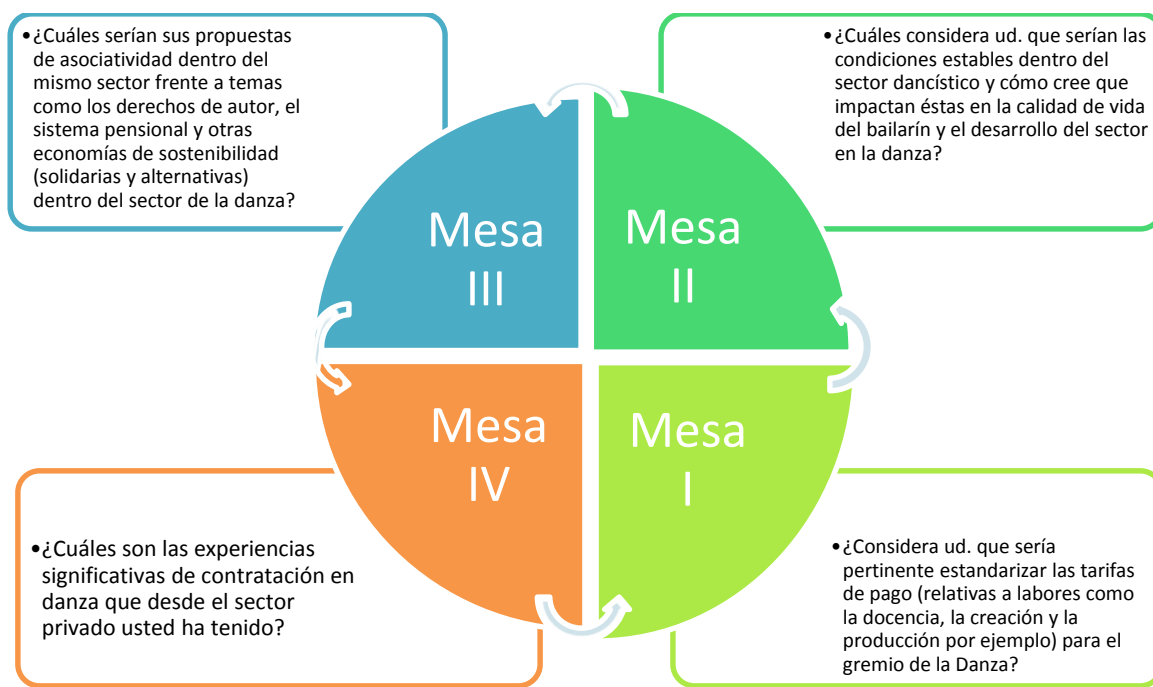 •¿Cuáles serían sus propuestas
de asociatividad dentro del
mismo sector frente a temas
como los derechos de autor, el
sistema pensional y otras
economías de sostenibilidad
(solidarias y alternativas)
dentro del sector de la danza?
•¿Cuáles considera ud. que serían las
condiciones estables dentro del
sector dancístico y cómo cree que
impactan éstas en la calidad de vida
del bailarín y el desarrollo del sector
en la danza?
Mesa
III
Mesa
II
Mesa
IV
Mesa
I
•¿Cuáles son las experiencias
significativas de contratación en
danza que desde el sector
privado usted ha tenido?
•¿Considera ud. que sería
pertinente estandarizar las tarifas
de pago (relativas a labores como
la docencia, la creación y la
producción por ejemplo) para el
gremio de la Danza?